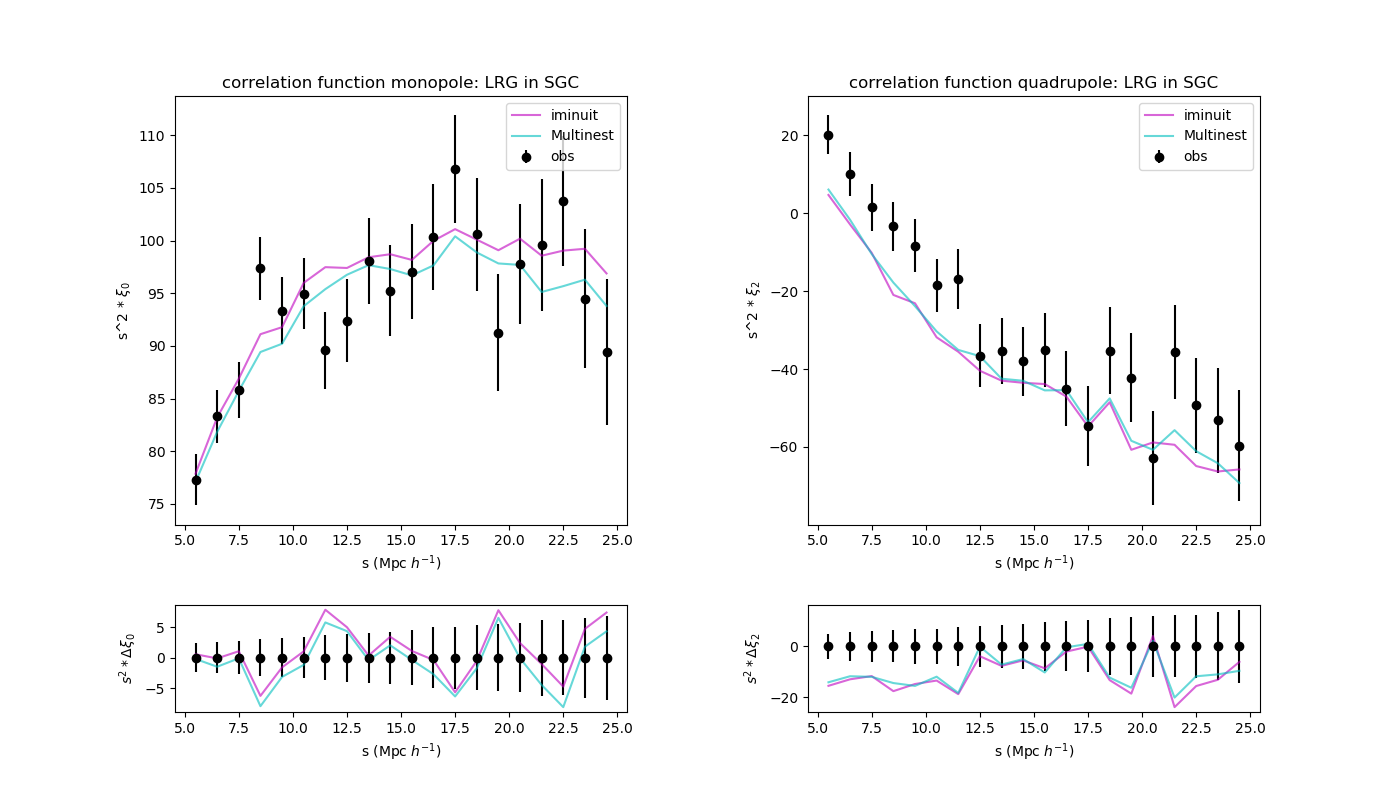 correlation function monopole: LRG in SGC
iminuit
Multinest
obs
110
105
100
95
90
85
80
75
s^2 * ξ0
5.0 7.5 10.0 12.5 15.0 17.5 20.0 22.5 25.0
s (Mpc h−1)
5
0
−5
s2 * Δξ0
5.0 7.5 10.0 12.5 15.0 17.5 20.0 22.5 25.0
s (Mpc h−1)
correlation function quadrupole: LRG in SGC
iminuit
Multinest
obs
20
0
−20
−40
−60
s^2 * ξ2
5.0 7.5 10.0 12.5 15.0 17.5 20.0 22.5 25.0
s (Mpc h−1)
0
−20
s2 * Δξ2
5.0 7.5 10.0 12.5 15.0 17.5 20.0 22.5 25.0
s (Mpc h−1)